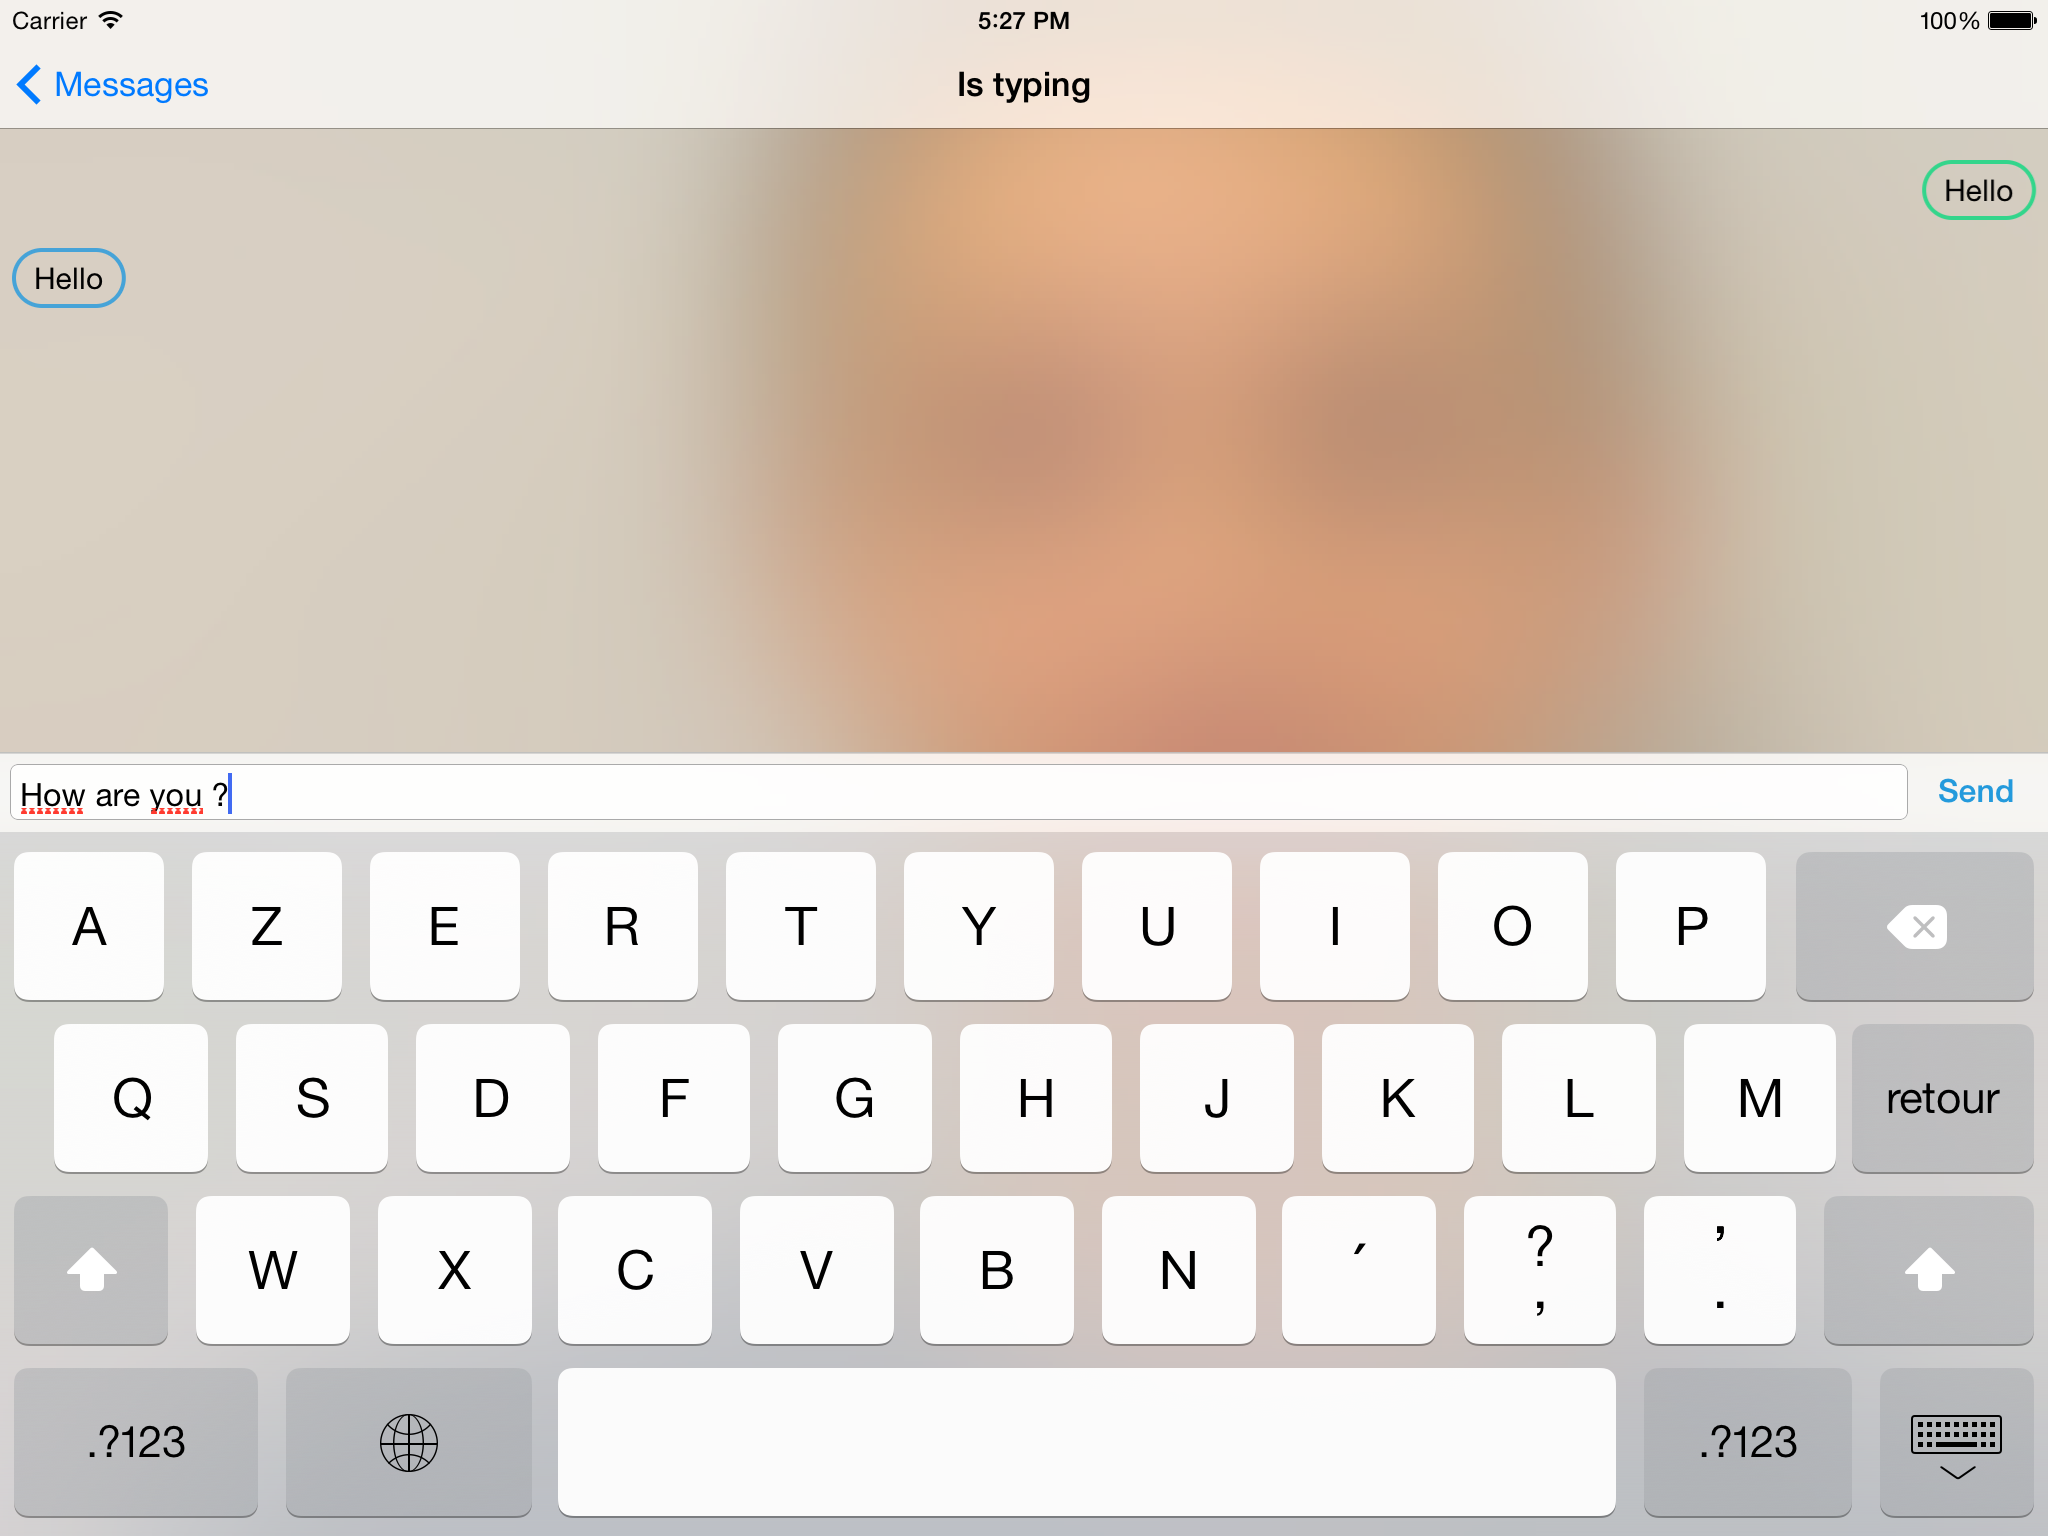 Carrier 5:27 PM 100%
Messages Is typing
Hello
Hello
How are you ? Send
A Z E R T Y U I O P
Q S D F G H J K L M retour
W X C V B N ´ ? , ’ .
.?123 .?123